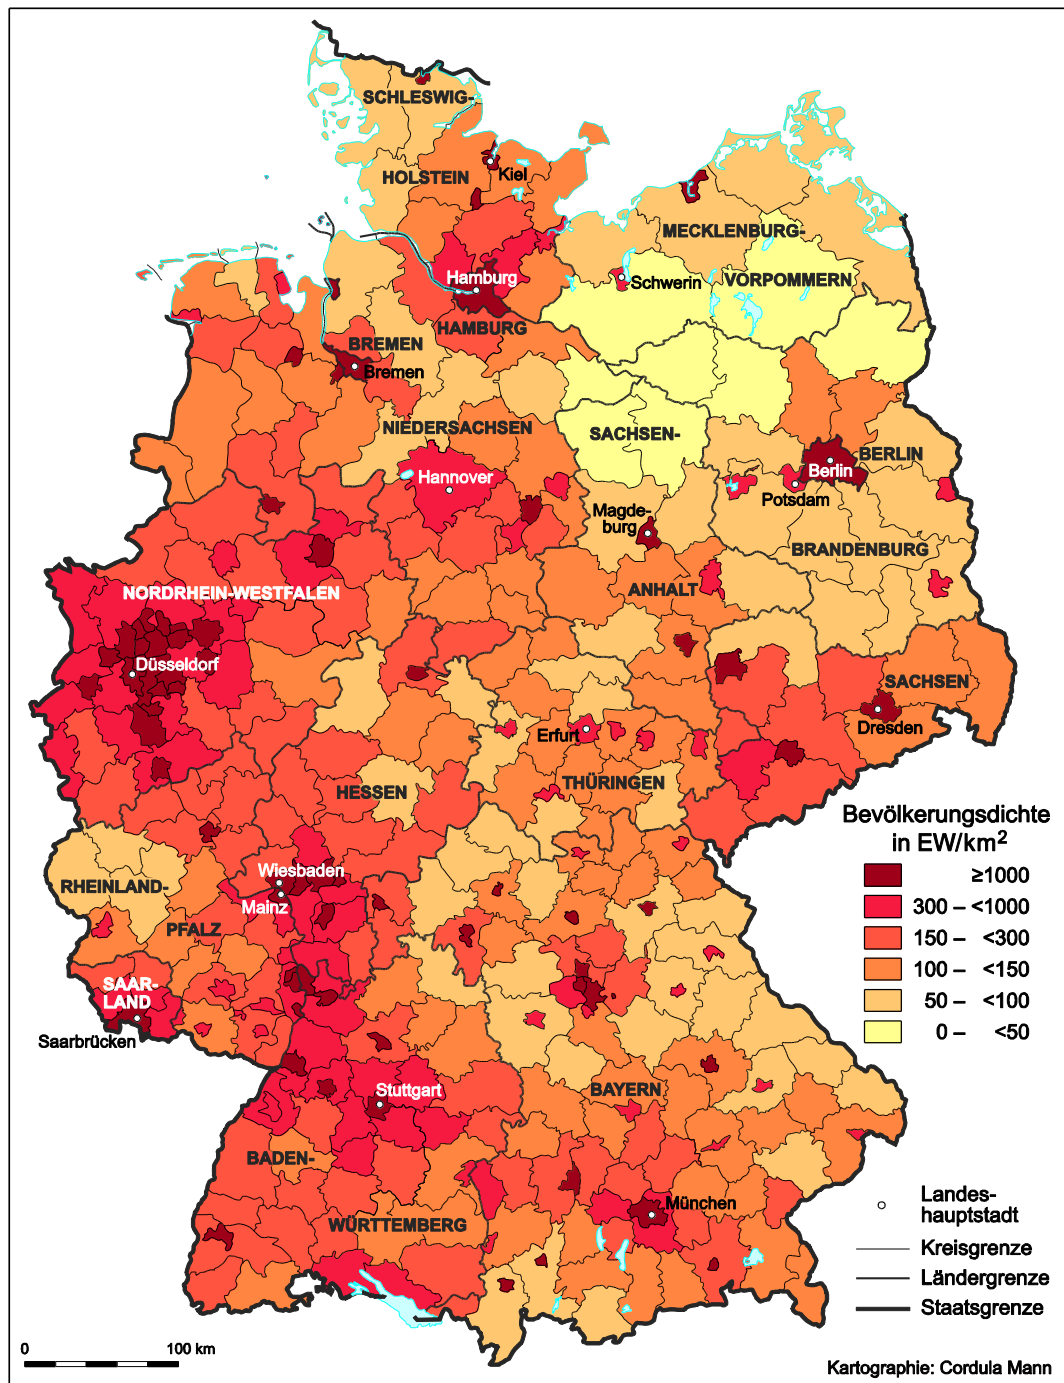 SCHLESWIG-
HOLSTEIN
Kiel
MECKLENBURG-
VORPOMMERN
Schwerin
Hamburg
HAMBURG
BREMEN
Bremen
NIEDERSACHSEN
Hannover
SACHSEN-
ANHALT
Magde-
burg
BERLIN
Berlin
Potsdam
BRANDENBURG
NORDRHEIN-WESTFALEN
Düsseldorf
SACHSEN
Dresden
Erfurt
THÜRINGEN
HESSEN
Wiesbaden
Mainz
RHEINLAND-
PFALZ
SAAR-
LAND
Saarbrücken
Stuttgart
BADEN-
WÜRTTEMBERG
BAYERN
München
Bevölkerungsdichte
in EW/km²
≥1000
300 – <1000
150 – <300
100 – <150
50 – <100
0 – <50
Landes-
hauptstadt
Kreisgrenze
Ländergrenze
Staatsgrenze
0 100 km
Kartographie: Cordula Mann